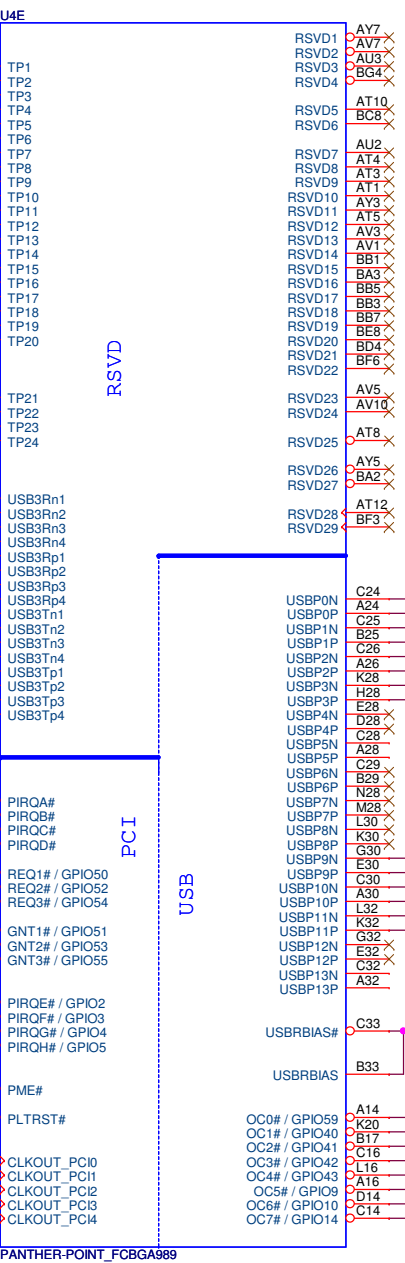 U4E
RSVD1 AY7
RSVD2 AV7
TP1 RSVD3 AU3
TP2 RSVD4 BG4
TP3
TP4 RSVD5 AT10
TP5 RSVD6 BC8
TP6
TP7 RSVD7 AU2
TP8 RSVD8 AT4
TP9 RSVD9 AT3
TP10 RSVD10 AT1
TP11 RSVD11 AY3
TP12 RSVD12 AT5
TP13 RSVD13 AV3
TP14 RSVD14 AV1
TP15 RSVD15 BB1
TP16 RSVD16 BA3
TP17 RSVD17 BB5
TP18 RSVD18 BB3
TP19 RSVD19 BB7
TP20 RSVD20 BE8
RSVD21 BD4
RSVD22 BF6
RSVD
TP21 RSVD23 AV5
TP22 RSVD24 AV10
TP23
TP24 RSVD25 AT8
RSVD26 AY5
RSVD27 BA2
USB3Rn1
USB3Rn2 RSVD28 AT12
USB3Rn3 RSVD29 BF3
USB3Rn4
USB3Rp1
USB3Rp2
USB3Rp3
USB3Rp4 USBP0N C24
USB3Tn1 USBP0P A24
USB3Tn2 USBP1N C25
USB3Tn3 USBP1P B25
USB3Tn4 USBP2N C26
USB3Tp1 USBP2P A26
USB3Tp2 USBP3N K28
USB3Tp3 USBP3P H28
USB3Tp4 USBP4N E28
USBP4P D28
USBP5N C28
USBP5P A28
USBP6N C29
USBP6P B29
PIRQA# USBP7N N28
PIRQB# USBP7P M28
PIRQC# USBP8N L30
PIRQD# USBP8P K30
PCI
USBP9N G30
REQ1# / GPIO50 USBP9P E30
REQ2# / GPIO52 USBP10N C30
REQ3# / GPIO54 USBP10P A30
USB
USBP11N L32
GNT1# / GPIO51 USBP11P K32
GNT2# / GPIO53 USBP12N G32
GNT3# / GPIO55 USBP12P E32
USBP13N C32
USBP13P A32
PIRQE# / GPIO2
PIRQF# / GPIO3
PIRQG# / GPIO4 USBRBIAS# C33
PIRQH# / GPIO5
USBRBIAS B33
PME#
PLTRST# OC0# / GPIO59 A14
OC1# / GPIO40 K20
OC2# / GPIO41 B17
CLKOUT_PCI0 OC3# / GPIO42 C16
CLKOUT_PCI1 OC4# / GPIO43 L16
CLKOUT_PCI2 OC5# / GPIO9 A16
CLKOUT_PCI3 OC6# / GPIO10 D14
CLKOUT_PCI4 OC7# / GPIO14 C14
PANTHER-POINT_FCBGA989